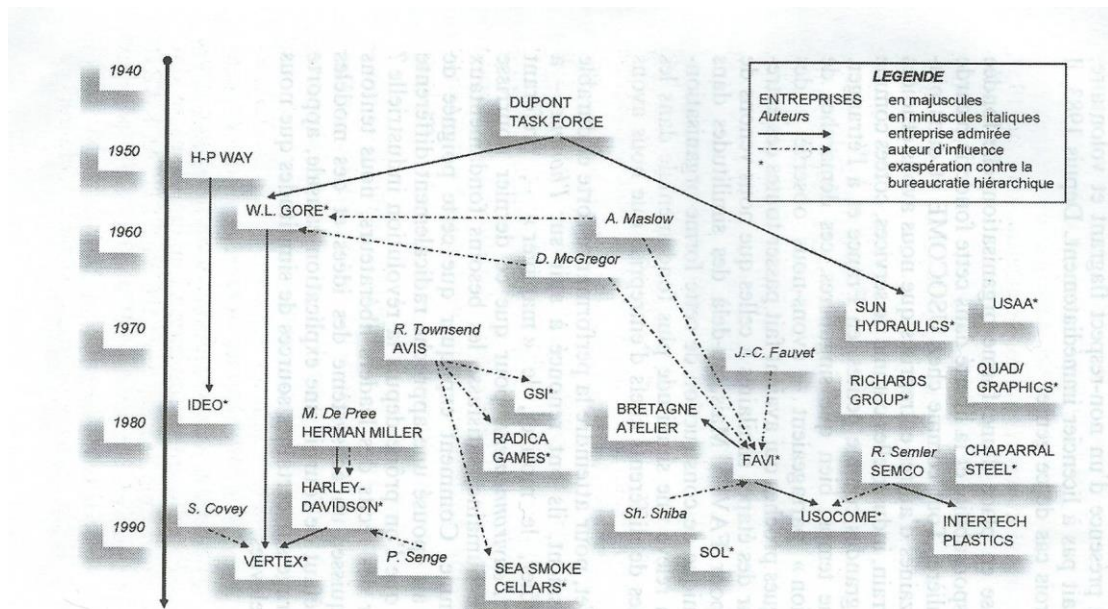 1940
LEGENDE
ENTREPRISES en majuscules
Auteurs en minuscules italiques
entreprise admirée
auteur d'influence
* exaspération contre la
bureaucratie hiérarchique
DUPONT
TASK FORCE
1950
H-P WAY
W.L. GORE*
A. Maslow
1960
D. McGregor
SUN
HYDRAULICS*
USAA*
1970
R. Townsend
AVIS
J.-C. Fauvet
RICHARDS
GROUP*
QUAD/
GRAPHICS*
GSI*
IDEO*
1980
M. De Pree
HERMAN MILLER
BRETAGNE
ATELIER
RADICA
GAMES*
FAVI*
R. Semler
SEMCO
CHAPARRAL
STEEL*
HARLEY-
DAVIDSON*
S. Covey
Sh. Shiba
USOCOME*
INTERTECH
PLASTICS
1990
VERTEX*
P. Senge
SOL*
SEA SMOKE
CELLARS*